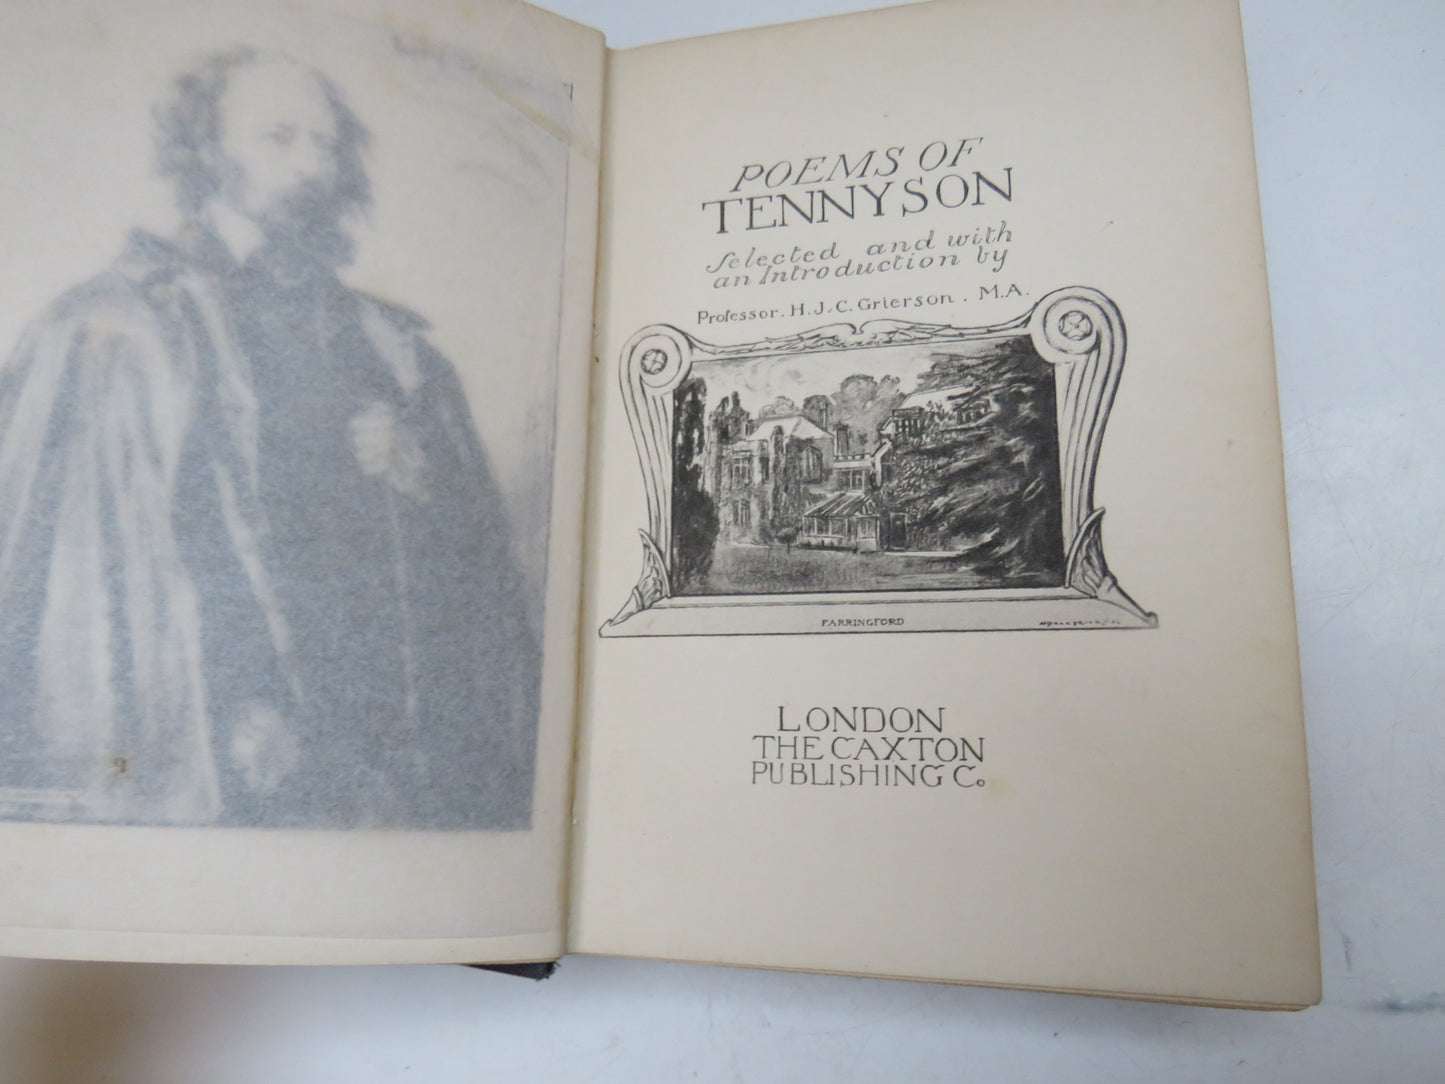 POEMS OF
TENNYSON
Selected and with
an Introduction by
Professor. H.J.C. Grierson. M.A.
FARRINGFORD
LONDON
THE CAXTON
PUBLISHING Co